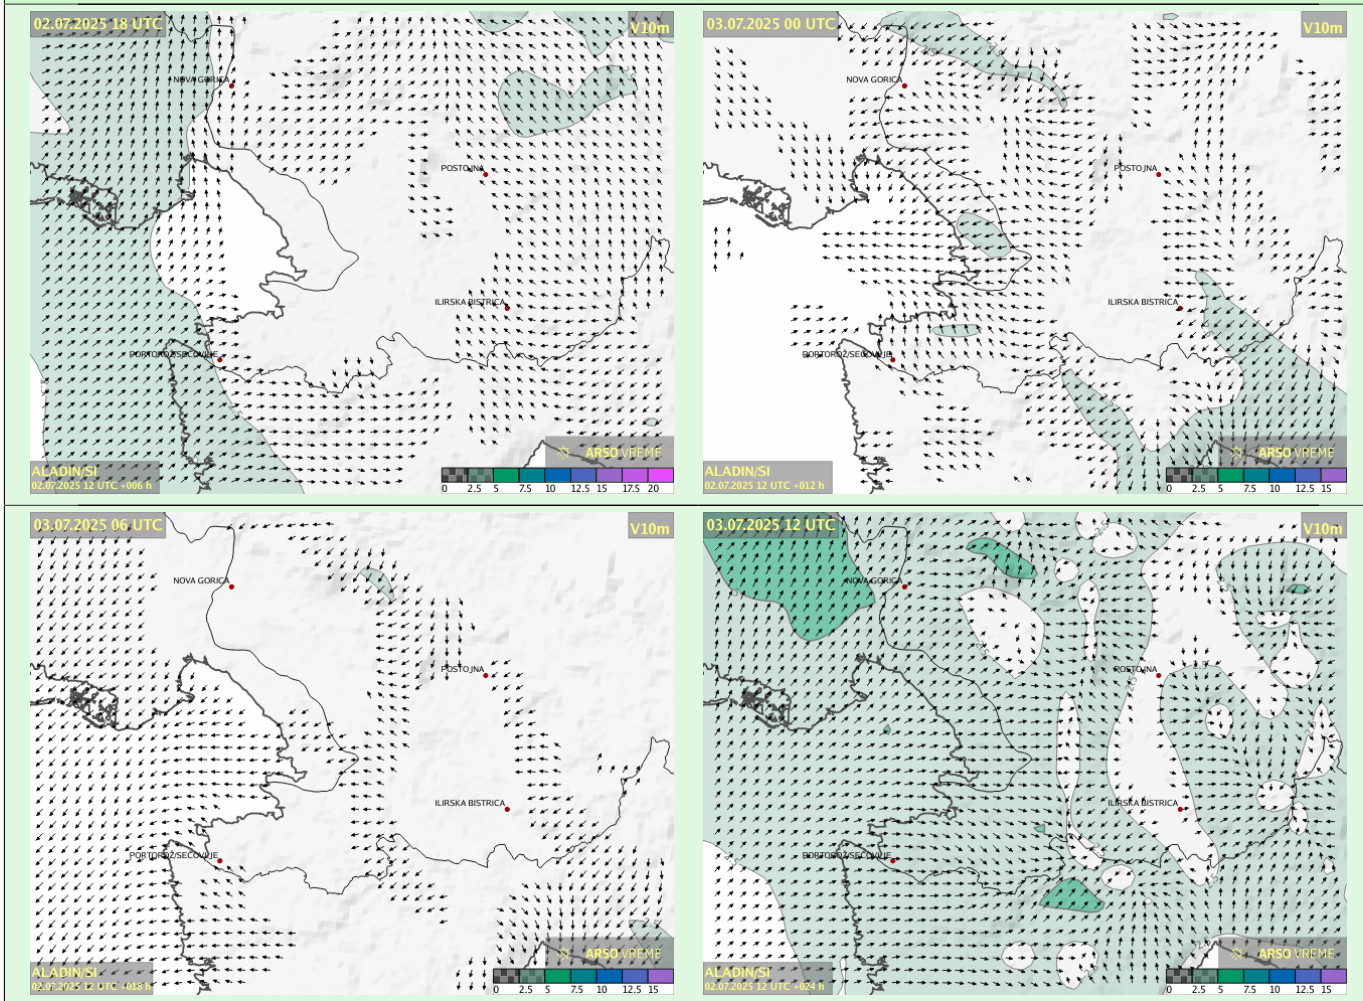 02.07.2025 18 UTC
V10m
NOVA GORICA
POSTOJNA
ILIRSKA BISTRICA
PORTOROŽ/SEČOVLJE
ARSO VREME
ALADIN/SI
02.07.2025 12 UTC +006 h
0 2.5 5 7.5 10 12.5 15 17.5 20
03.07.2025 00 UTC
V10m
NOVA GORICA
POSTOJNA
ILIRSKA BISTRICA
PORTOROŽ/SEČOVLJE
ARSO VREME
ALADIN/SI
02.07.2025 12 UTC +012 h
0 2.5 5 7.5 10 12.5 15
03.07.2025 06 UTC
V10m
NOVA GORICA
POSTOJNA
ILIRSKA BISTRICA
PORTOROŽ/SEČOVLJE
ARSO VREME
ALADIN/SI
02.07.2025 12 UTC +018 h
0 2.5 5 7.5 10 12.5 15
03.07.2025 12 UTC
V10m
NOVA GORICA
POSTOJNA
2.5
ILIRSKA BISTRICA
PORTOROŽ/SEČOVLJE
ARSO VREME
ALADIN/SI
02.07.2025 12 UTC +024 h
0 2.5 5 7.5 10 12.5 15